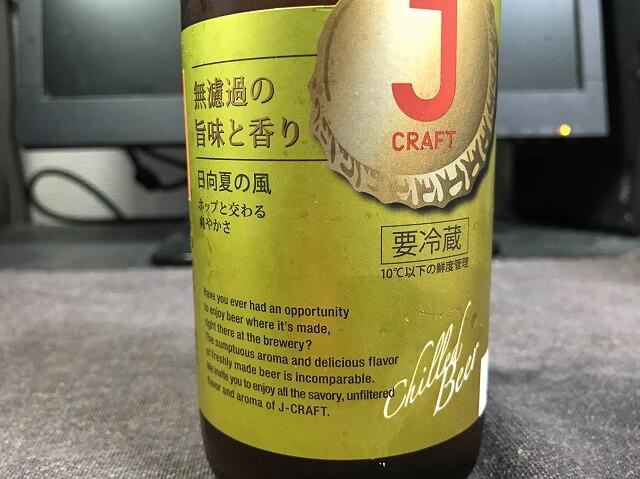 J
CRAFT
無濾過の
旨味と香り
日向夏の風
ホップと交わる
爽やかさ
要冷蔵
10℃以下の鮮度管理
Have you ever had an opportunity
to enjoy beer where it's made,
right there at the brewery?
The sumptuous aroma and delicious flavor
of freshly made beer is incomparable.
We invite you to enjoy all the savory, unfiltered
flavor and aroma of J-CRAFT.
Chilled
Beer